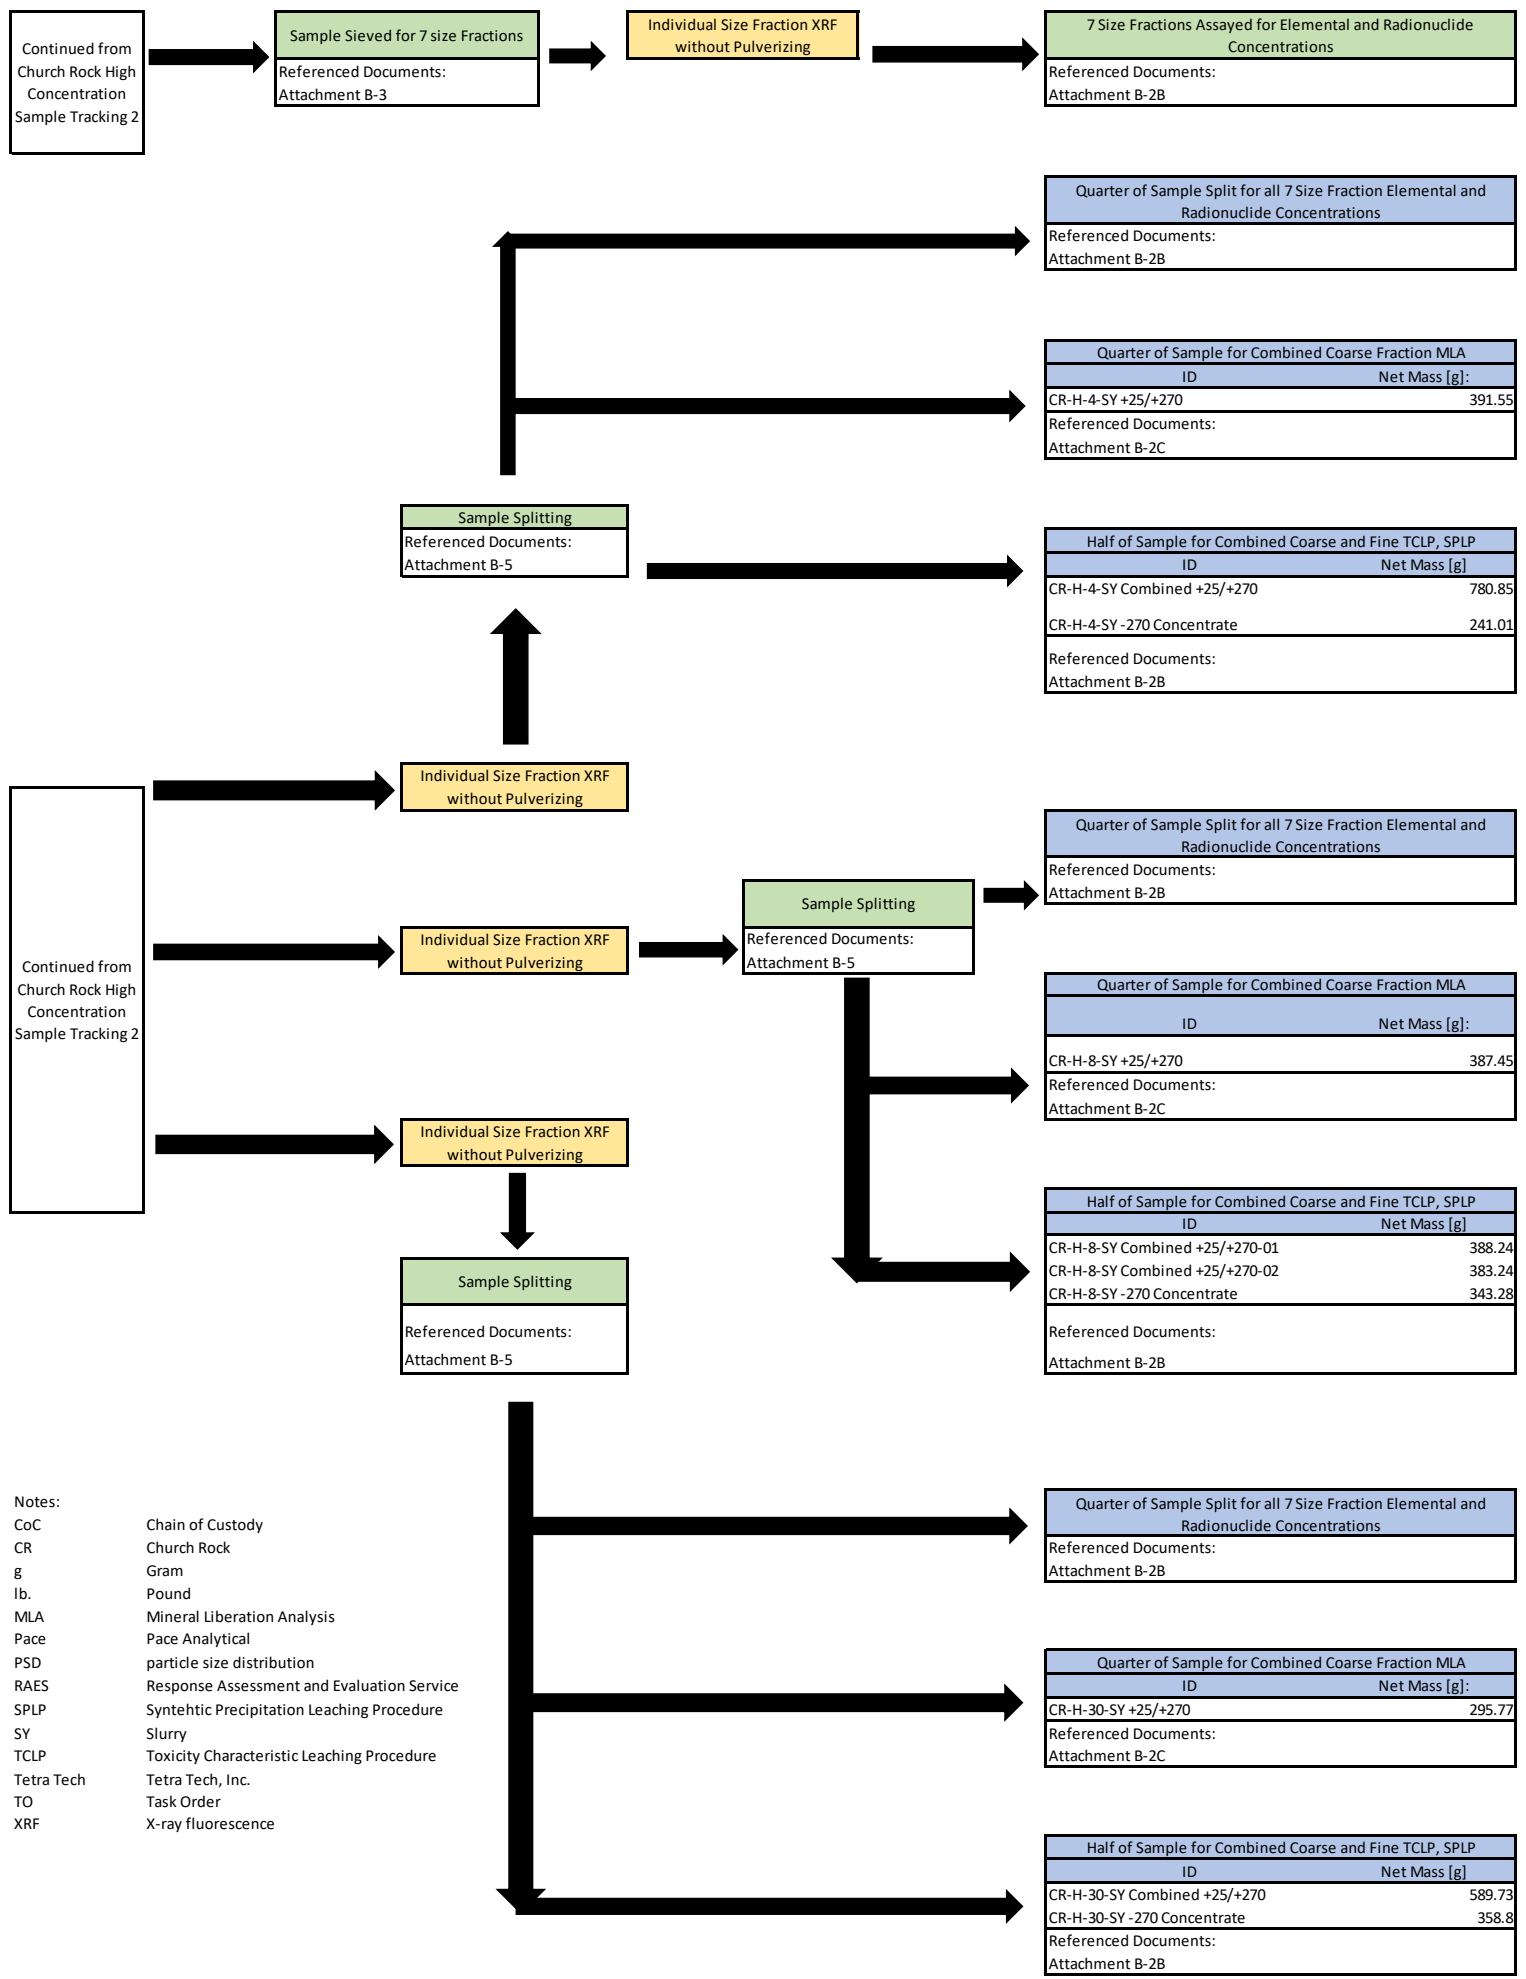 Continued from
Church Rock High
Concentration
Sample Tracking 2
Sample Sieved for 7 size Fractions
Referenced Documents:
Attachment B-3
Individual Size Fraction XRF
without Pulverizing
7 Size Fractions Assayed for Elemental and Radionuclide
Concentrations
Referenced Documents:
Attachment B-2B
Quarter of Sample Split for all 7 Size Fraction Elemental and
Radionuclide Concentrations
Referenced Documents:
Attachment B-2B
Quarter of Sample for Combined Coarse Fraction MLA
ID Net Mass [g]:
CR-H-4-SY +25/+270 391.55
Referenced Documents:
Attachment B-2C
Sample Splitting
Referenced Documents:
Attachment B-5
Half of Sample for Combined Coarse and Fine TCLP, SPLP
ID Net Mass [g]
CR-H-4-SY Combined +25/+270 780.85
CR-H-4-SY -270 Concentrate 241.01
Referenced Documents:
Attachment B-2B
Individual Size Fraction XRF
without Pulverizing
Continued from
Church Rock High
Concentration
Sample Tracking 2
Individual Size Fraction XRF
without Pulverizing
Sample Splitting
Referenced Documents:
Attachment B-5
Quarter of Sample Split for all 7 Size Fraction Elemental and
Radionuclide Concentrations
Referenced Documents:
Attachment B-2B
Quarter of Sample for Combined Coarse Fraction MLA
ID Net Mass [g]:
CR-H-8-SY +25/+270 387.45
Referenced Documents:
Attachment B-2C
Individual Size Fraction XRF
without Pulverizing
Half of Sample for Combined Coarse and Fine TCLP, SPLP
ID Net Mass [g]
CR-H-8-SY Combined +25/+270-01 388.24
CR-H-8-SY Combined +25/+270-02 383.24
CR-H-8-SY -270 Concentrate 343.28
Referenced Documents:
Attachment B-2B
Sample Splitting
Referenced Documents:
Attachment B-5
Quarter of Sample Split for all 7 Size Fraction Elemental and
Radionuclide Concentrations
Referenced Documents:
Attachment B-2B
Quarter of Sample for Combined Coarse Fraction MLA
ID Net Mass [g]:
CR-H-30-SY +25/+270 295.77
Referenced Documents:
Attachment B-2C
Half of Sample for Combined Coarse and Fine TCLP, SPLP
ID Net Mass [g]
CR-H-30-SY Combined +25/+270 589.73
CR-H-30-SY -270 Concentrate 358.8
Referenced Documents:
Attachment B-2B
Notes:
CoC Chain of Custody
CR Church Rock
g Gram
lb. Pound
MLA Mineral Liberation Analysis
Pace Pace Analytical
PSD particle size distribution
RAES Response Assessment and Evaluation Service
SPLP Syntehtic Precipitation Leaching Procedure
SY Slurry
TCLP Toxicity Characteristic Leaching Procedure
Tetra Tech Tetra Tech, Inc.
TO Task Order
XRF X-ray fluorescence